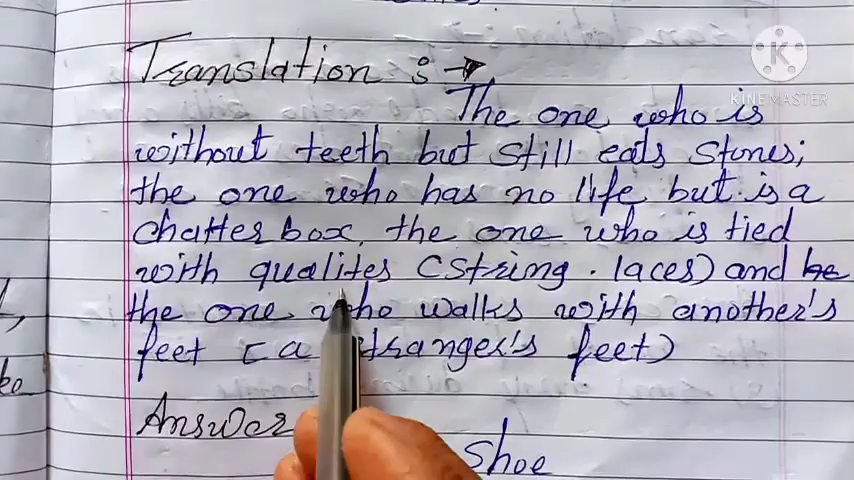 Translation :→
The one who is
without teeth but still eats stones;
the one who has no life but is a
chatterbox, the one who is tied
with qualites (string. laces) and be
the one who walks with another's
feet [a stranger's feet)
Answer
Shoe
KINEMASTER